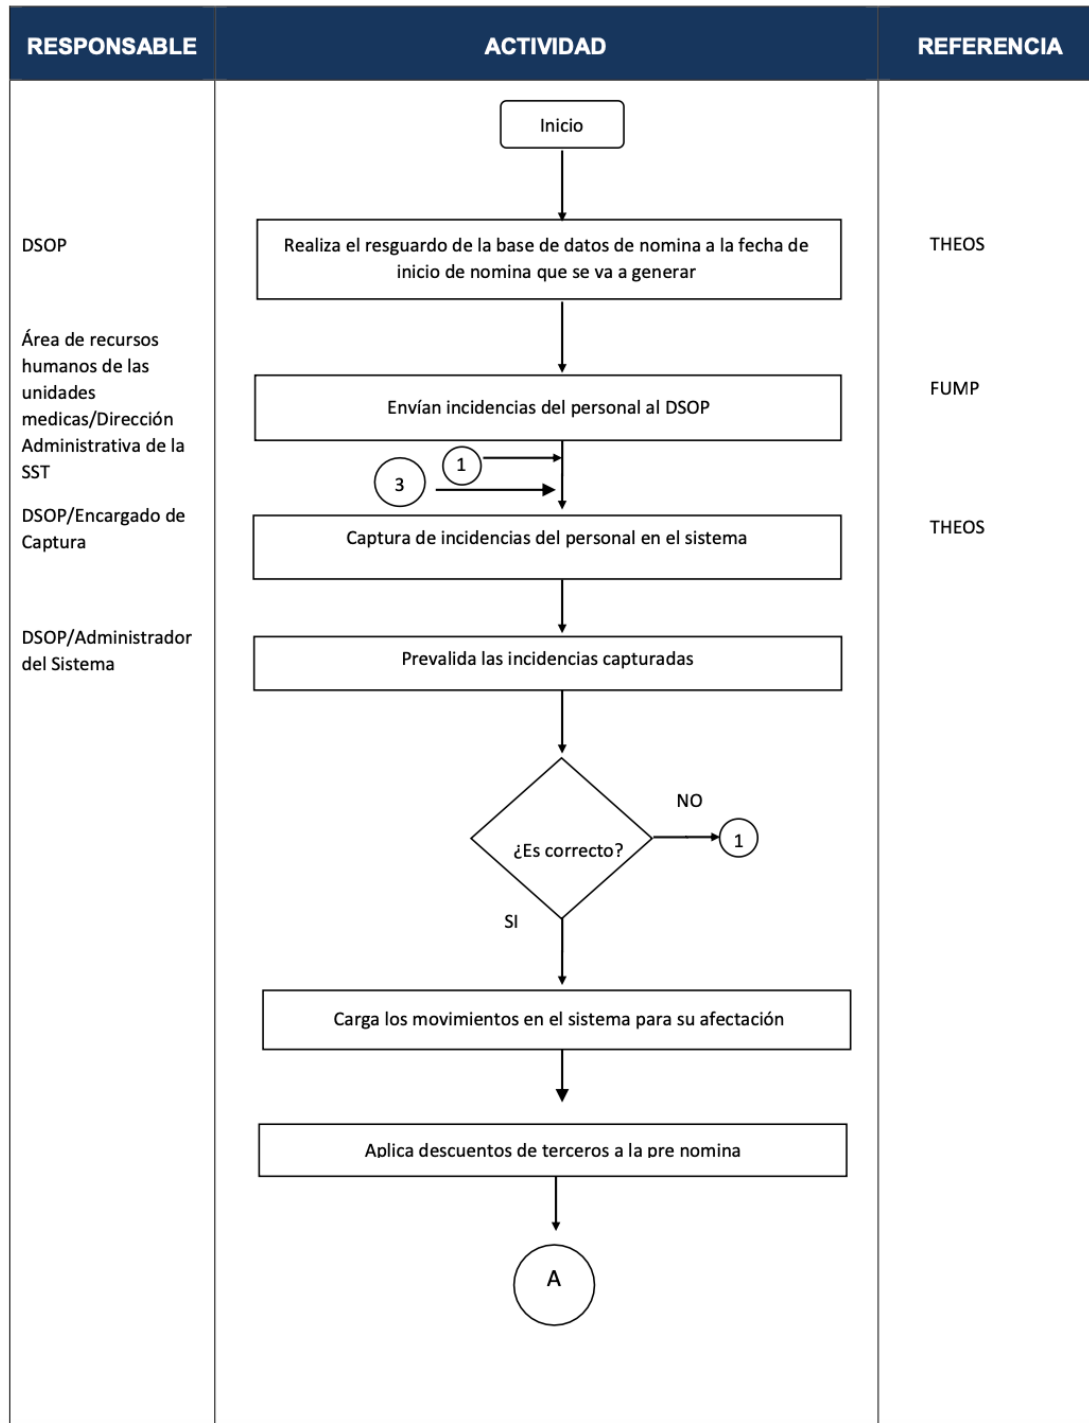 RESPONSABLE
ACTIVIDAD
REFERENCIA
Inicio
DSOP
Realiza el resguardo de la base de datos de nomina a la fecha de
inicio de nomina que se va a generar
THEOS
Área de recursos
humanos de las
unidades
medicas/Dirección
Administrativa de la
SST
Envían incidencias del personal al DSOP
FUMP
1
3
DSOP/Encargado de
Captura
Captura de incidencias del personal en el sistema
THEOS
DSOP/Administrador
del Sistema
Prevalida las incidencias capturadas
¿Es correcto?
NO
1
SI
Carga los movimientos en el sistema para su afectación
Aplica descuentos de terceros a la pre nomina
A